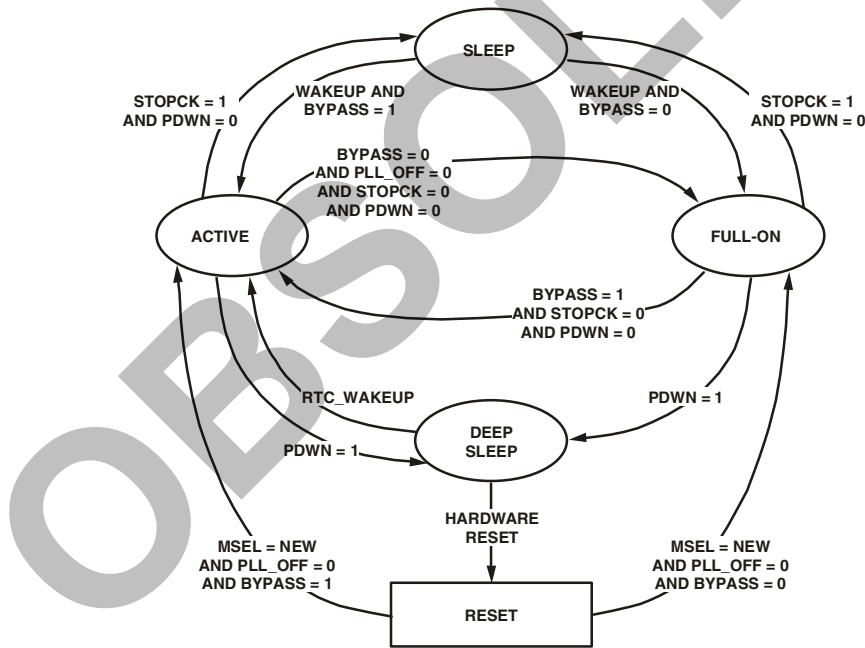 SLEEP
STOPCK = 1
AND PDWN = 0
WAKEUP AND
BYPASS = 1
WAKEUP AND
BYPASS = 0
STOPCK = 1
AND PDWN = 0
BYPASS = 0
AND PLL_OFF = 0
AND STOPCK = 0
AND PDWN = 0
ACTIVE
FULL-ON
BYPASS = 1
AND STOPCK = 0
AND PDWN = 0
RTC_WAKEUP
PDWN = 1
PDWN = 1
DEEP
SLEEP
HARDWARE
RESET
MSEL = NEW
AND PLL_OFF = 0
AND BYPASS = 1
MSEL = NEW
AND PLL_OFF = 0
AND BYPASS = 0
RESET
OBSOL